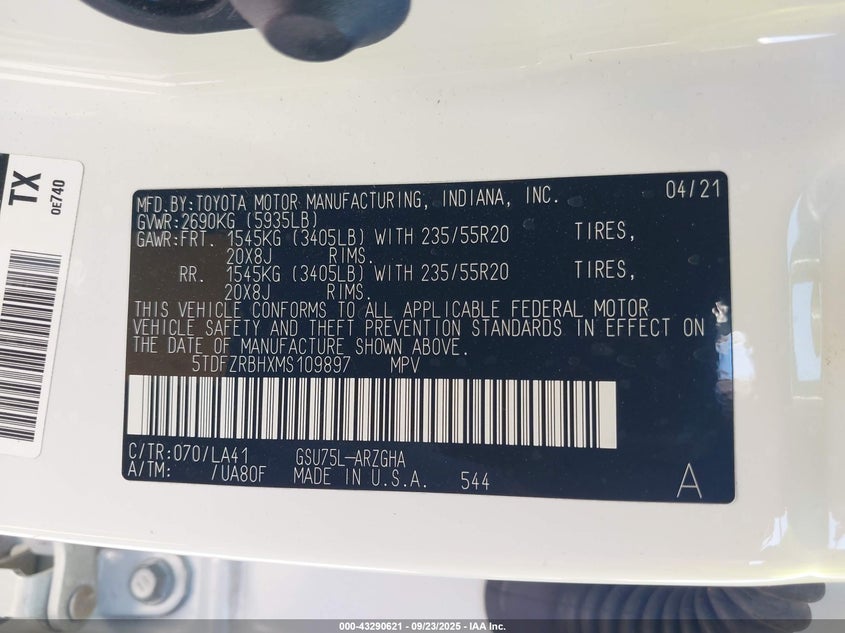 TX
0E740
MFD.BY:TOYOTA MOTOR MANUFACTURING, INDIANA, INC. 04/21
GVWR:2690KG (5935LB)
GAWR:FRT. 1545KG (3405LB) WITH 235/55R20 TIRES,
20X8J RIMS.
RR. 1545KG (3405LB) WITH 235/55R20 TIRES,
20X8J RIMS.
THIS VEHICLE CONFORMS TO ALL APPLICABLE FEDERAL MOTOR
VEHICLE SAFETY AND THEFT PREVENTION STANDARDS IN EFFECT ON
THE DATE OF MANUFACTURE SHOWN ABOVE.
5TDFZRBHXMS109897 MPV
C/TR:070/LA41 GSU75L-ARZGHA
A/TM: /UA80F MADE IN U.S.A. 544 A
000-43290621 - 09/23/2025 - IAA Inc.